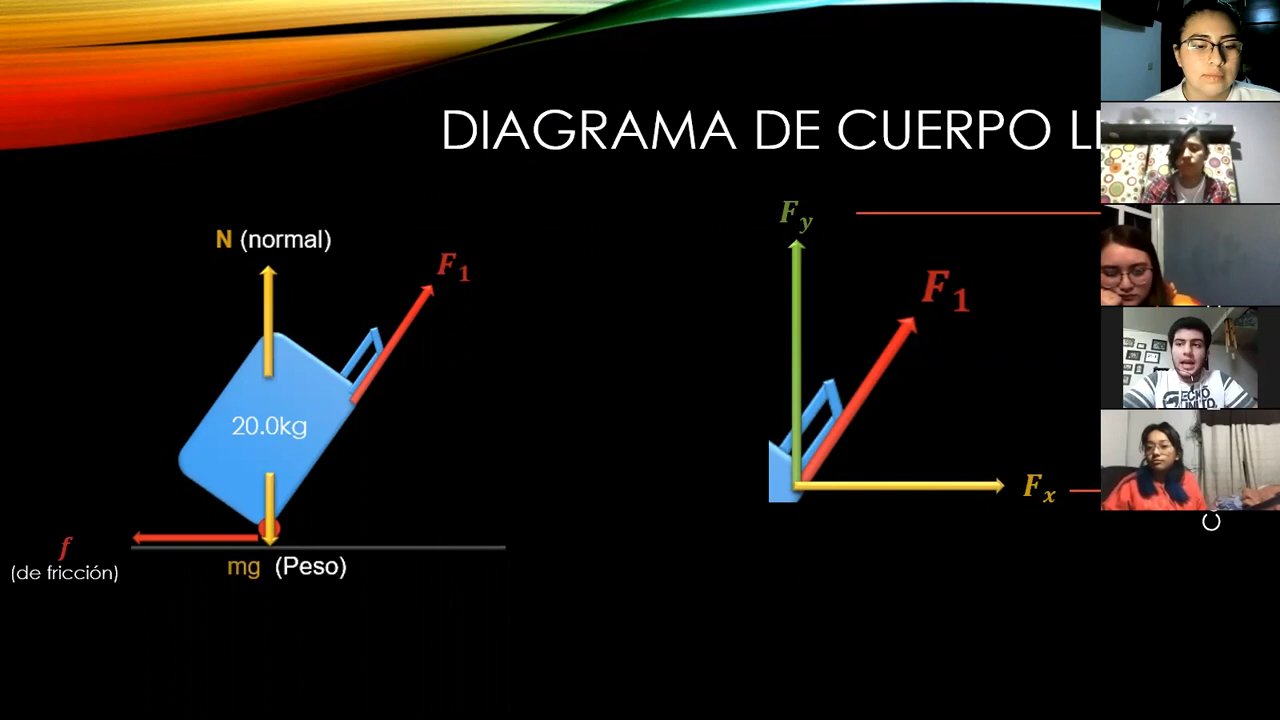 DIAGRAMA DE CUERPO
N (normal)
F₁
20.0kg
f
(de fricción)
mg (Peso)
F_y
F₁
F_x